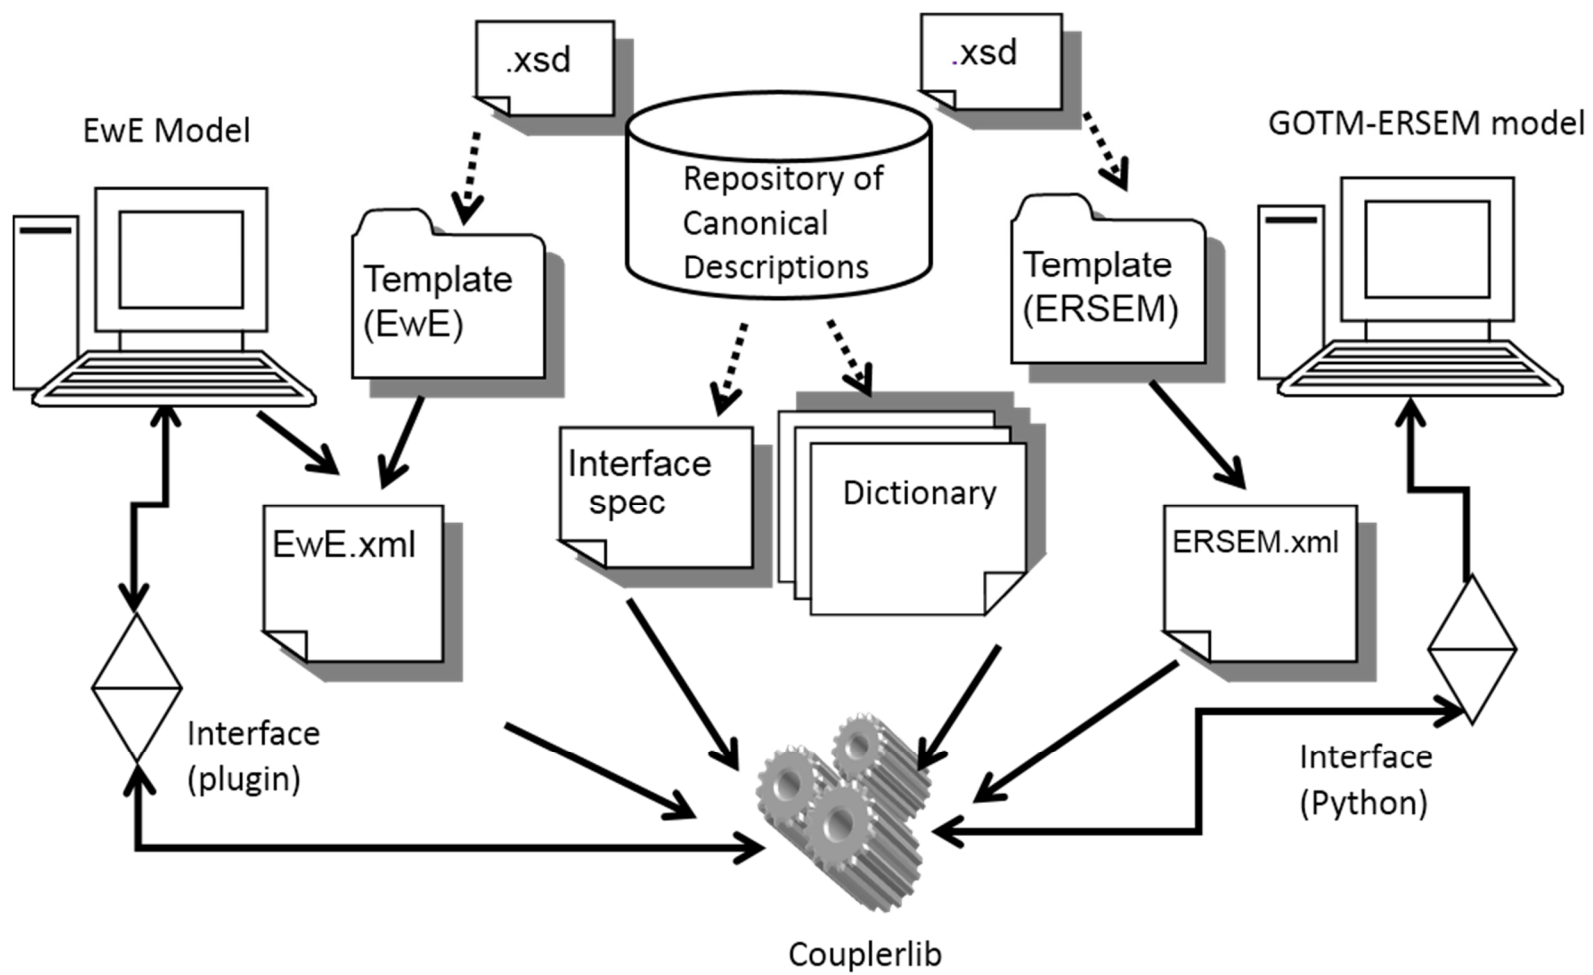 .xsd
.xsd
EwE Model
GOTM-ERSEM model
Repository of
Canonical
Descriptions
Template
(EwE)
Template
(ERSEM)
Interface
spec
Dictionary
EwE.xml
ERSEM.xml
Interface
(plugin)
Interface
(Python)
Couplerlib